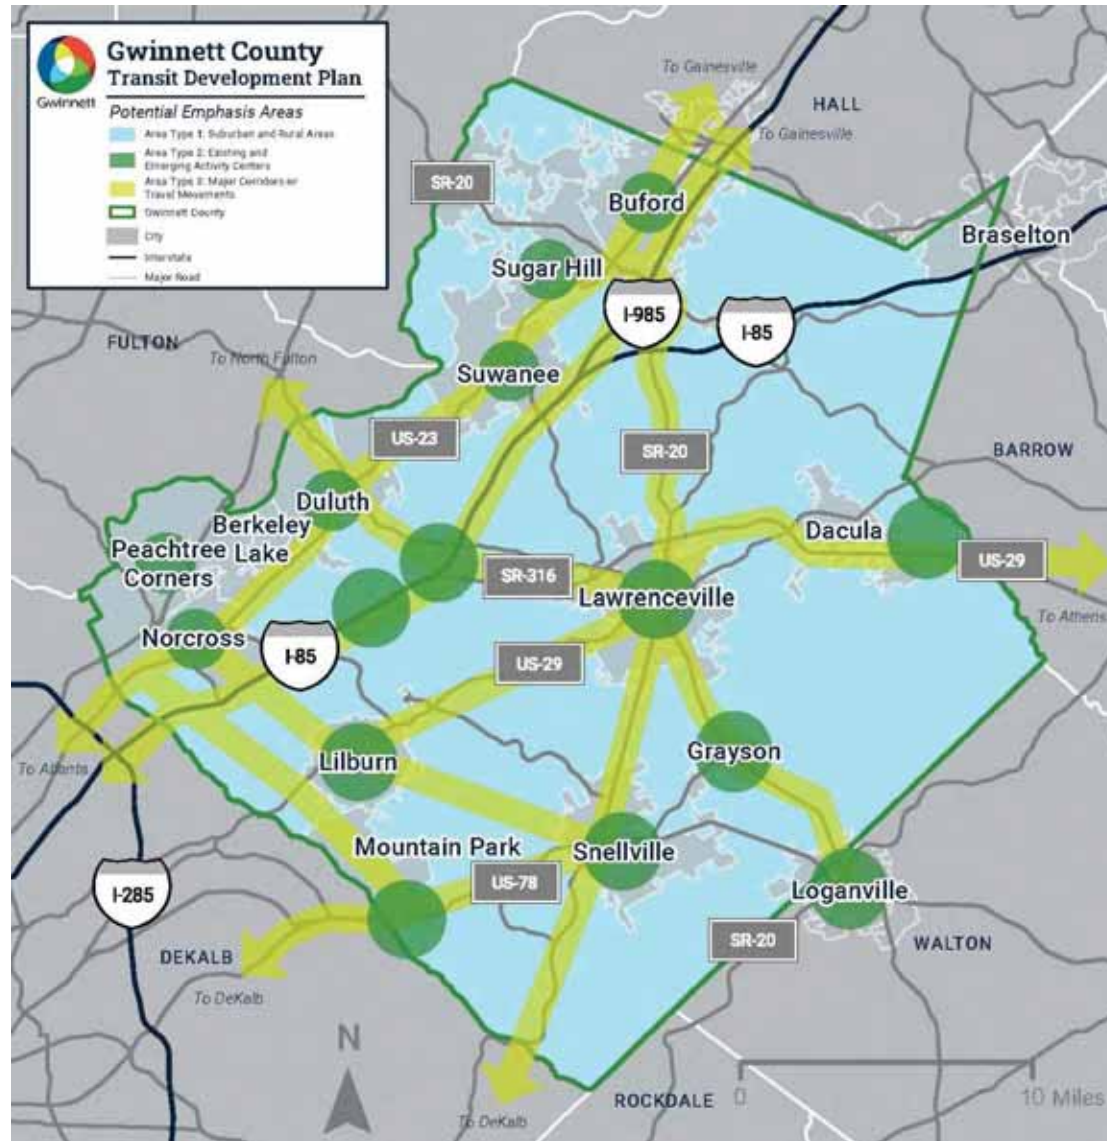 Gwinnett County
Transit Development Plan
Gwinnett
Potential Emphasis Areas
Area Type 1: Suburban and Rural Areas
Area Type 2: Existing and
Emerging Activity Centers
Area Type 3: Major Corridors or
Travel Movements
Gwinnett County
City
Interstate
Major Road
To Gainesville
HALL
To Gainesville
SR-20
Buford
Braselton
Sugar Hill
I-985
I-85
FULTON
To North Fulton
Suwanee
US-23
SR-20
BARROW
Duluth
Berkeley
Lake
Dacula
Peachtree
Corners
US-29
SR-316
Lawrenceville
To Athens
Norcross
I-85
US-29
Grayson
Lilburn
To Atlanta
Mountain Park
Snellville
US-78
I-285
Loganville
SR-20
WALTON
DEKALB
To DeKalb
N
ROCKDALE
0
10 Miles
To DeKalb